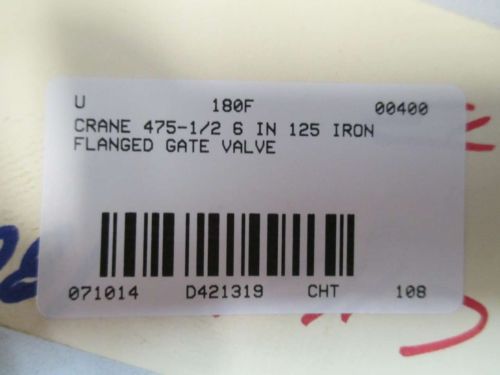 U 180F 00400
CRANE 475-1/2 6 IN 125 IRON
FLANGED GATE VALVE
071014 D421319 CHT 108